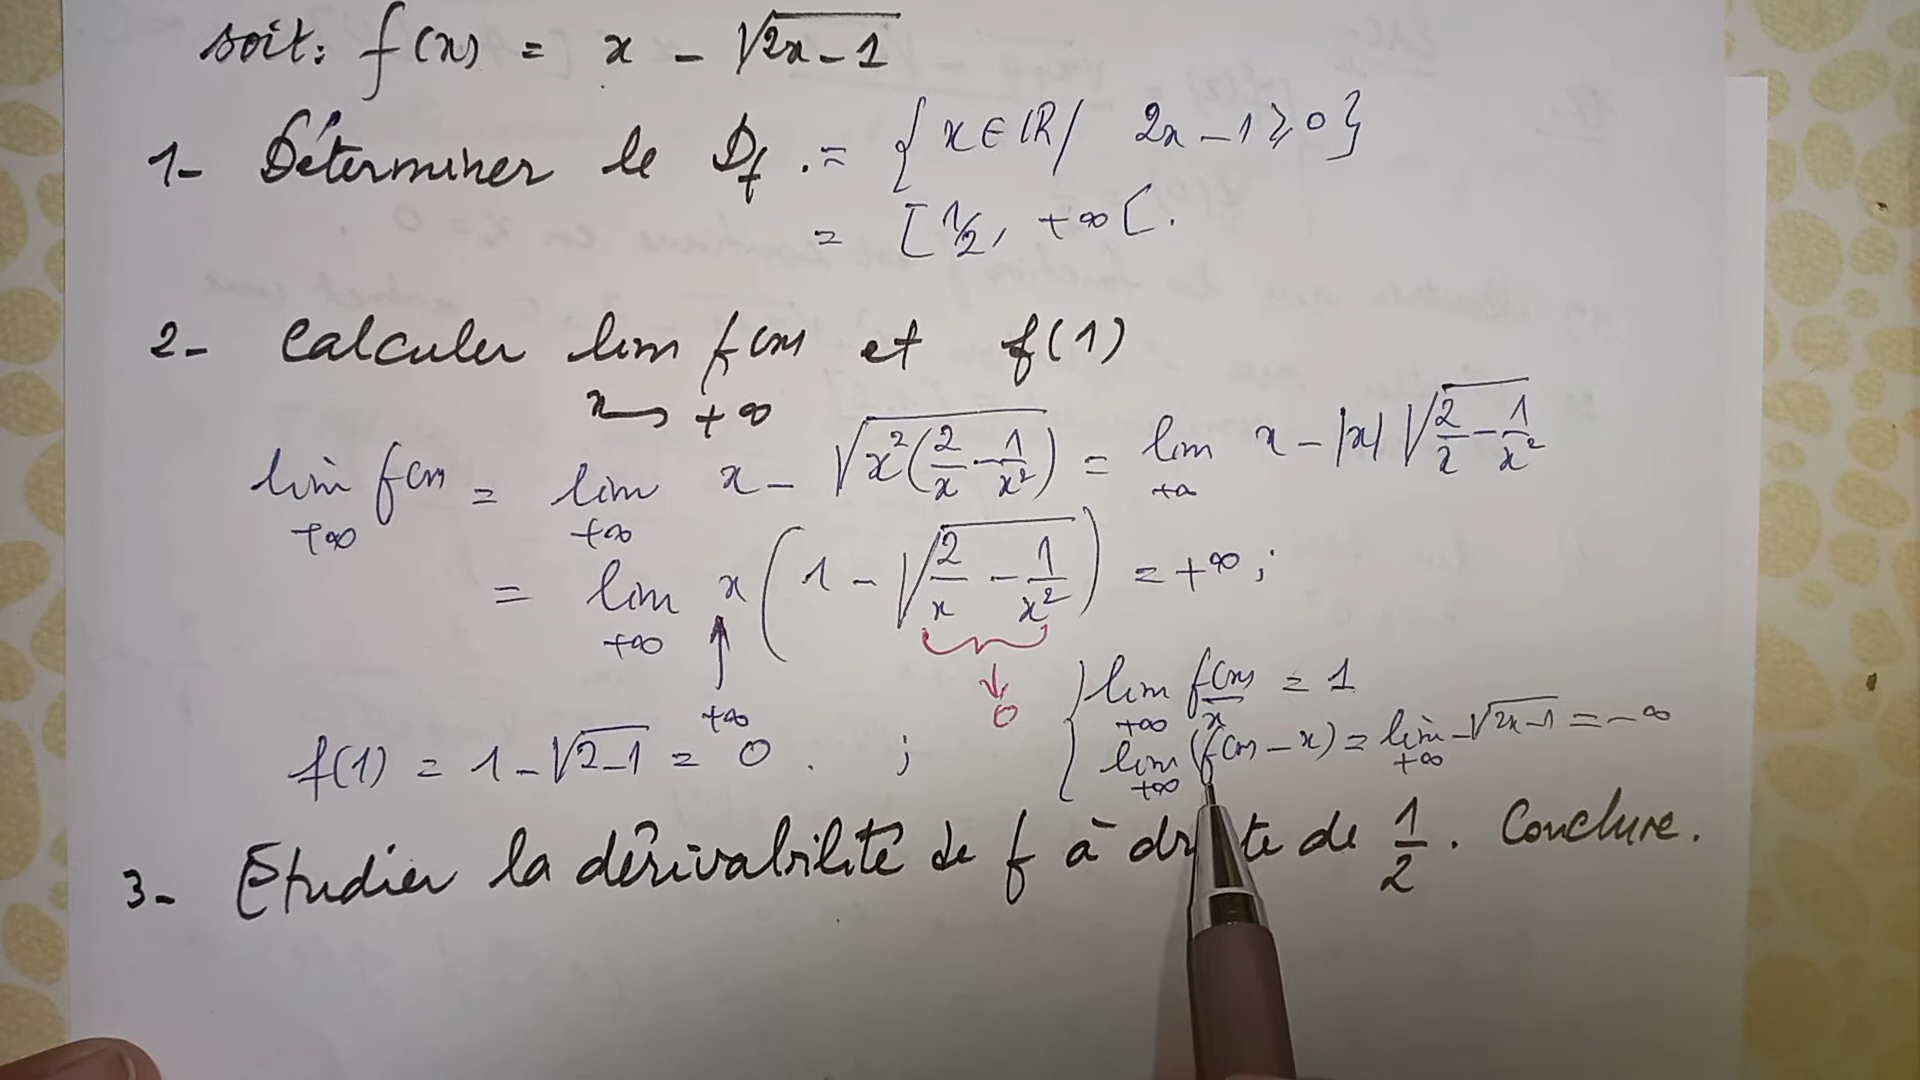 soit: f(x) = x - √(2x-1)
1- Déterminer le Df . = { x ∈ ℝ / 2x-1 ≥ 0 }
= [1/2, +∞[.
2- Calculer lim f(x) et f(1)
x→+∞
lim f(x) = lim x - √(x²(2/x - 1/x²)) = lim x - |x| √(2/x - 1/x²)
+∞ +∞ +∞
= lim x (1 - √(2/x - 1/x²)) = +∞ ;
+∞ ↑ +∞ ↓ 0
f(1) = 1 - √(2-1) = 0 . ; { lim f(x)/x = 1
+∞
lim (f(x) - x) = lim -√(2x-1) = -∞
+∞ +∞
3- Etudier la dérivabilité de f à dr te de 1/2 . Conclure.